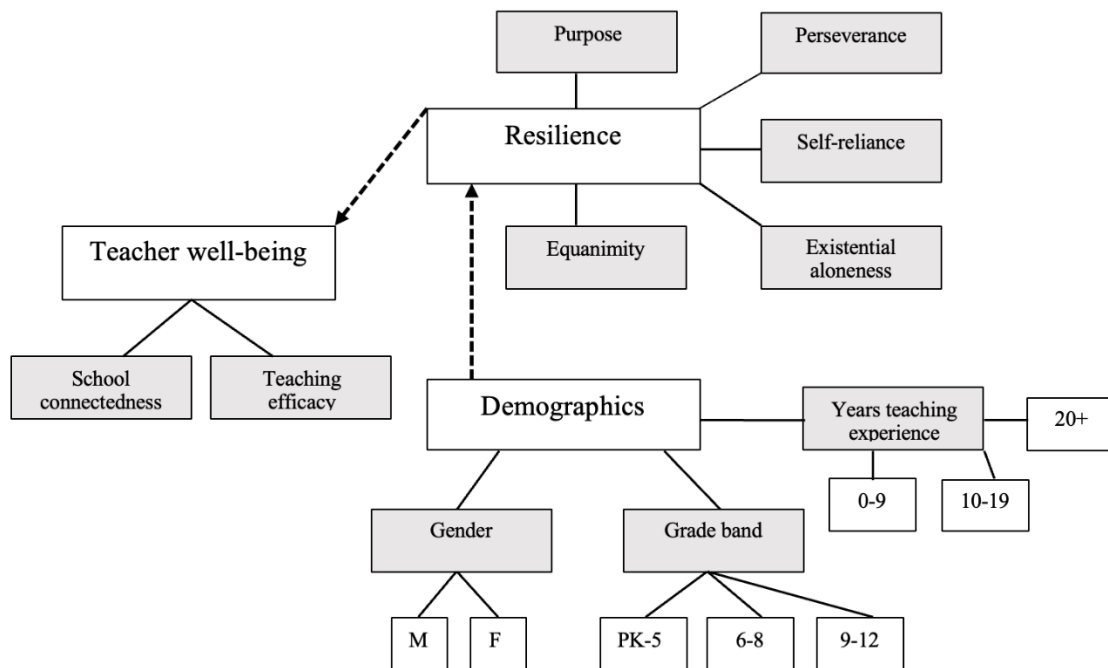 Purpose
Perseverance
Resilience
Self-reliance
Teacher well-being
Equanimity
Existential
aloneness
School
connectedness
Teaching
efficacy
Demographics
Years teaching
experience
20+
0-9
10-19
Gender
Grade band
M
F
PK-5
6-8
9-12